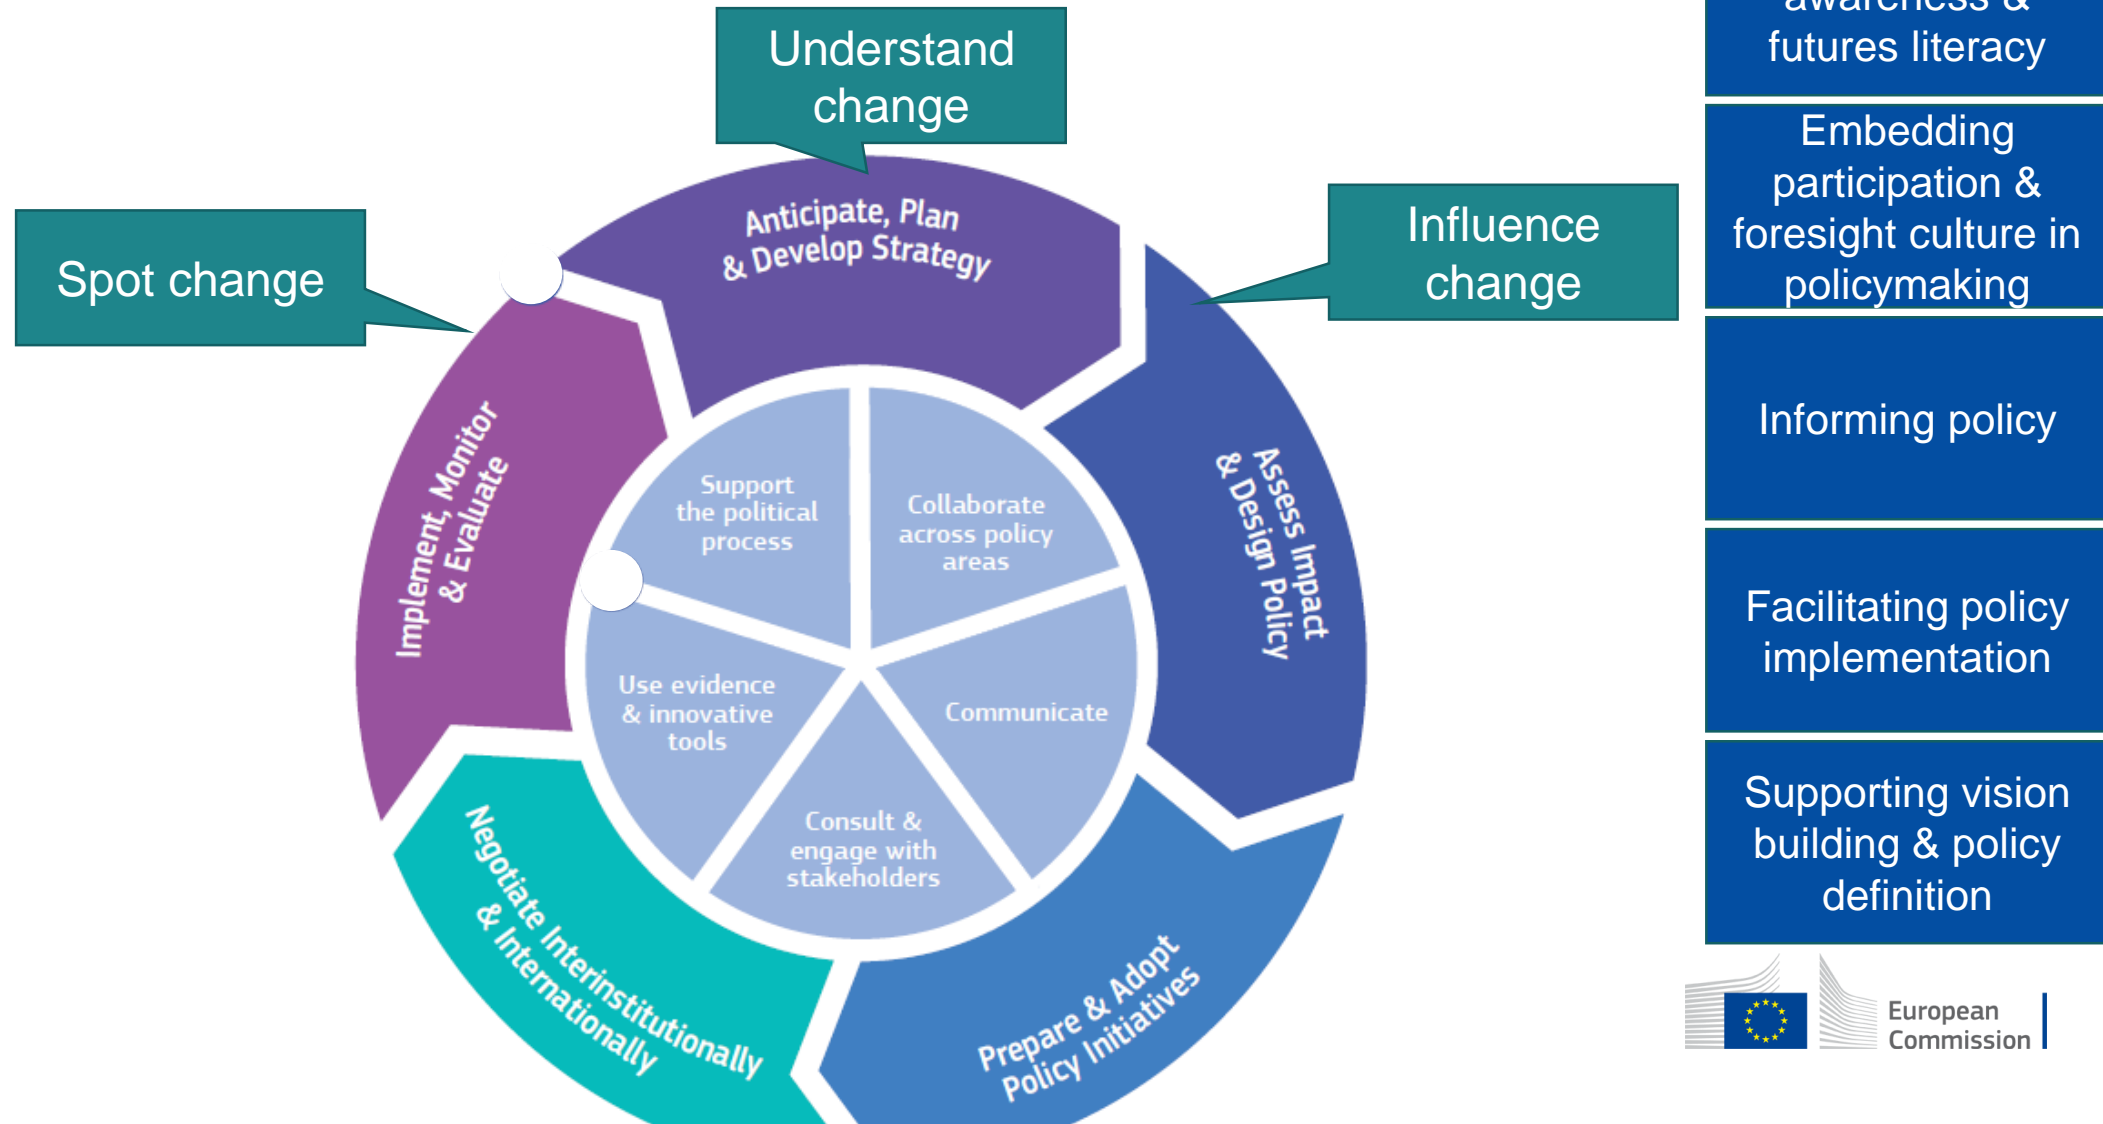 Understand
change
Spot change
Influence
change
Anticipate, Plan
& Develop Strategy
Assess Impact
& Design Policy
Prepare & Adopt
Policy Initiatives
Negotiate Interinstitutionally
& Internationally
Implement, Monitor
& Evaluate
Support
the political
process
Collaborate
across policy
areas
Communicate
Consult &
engage with
stakeholders
Use evidence
& innovative
tools
awareness &
futures literacy
Embedding
participation &
foresight culture in
policymaking
Informing policy
Facilitating policy
implementation
Supporting vision
building & policy
definition
European
Commission